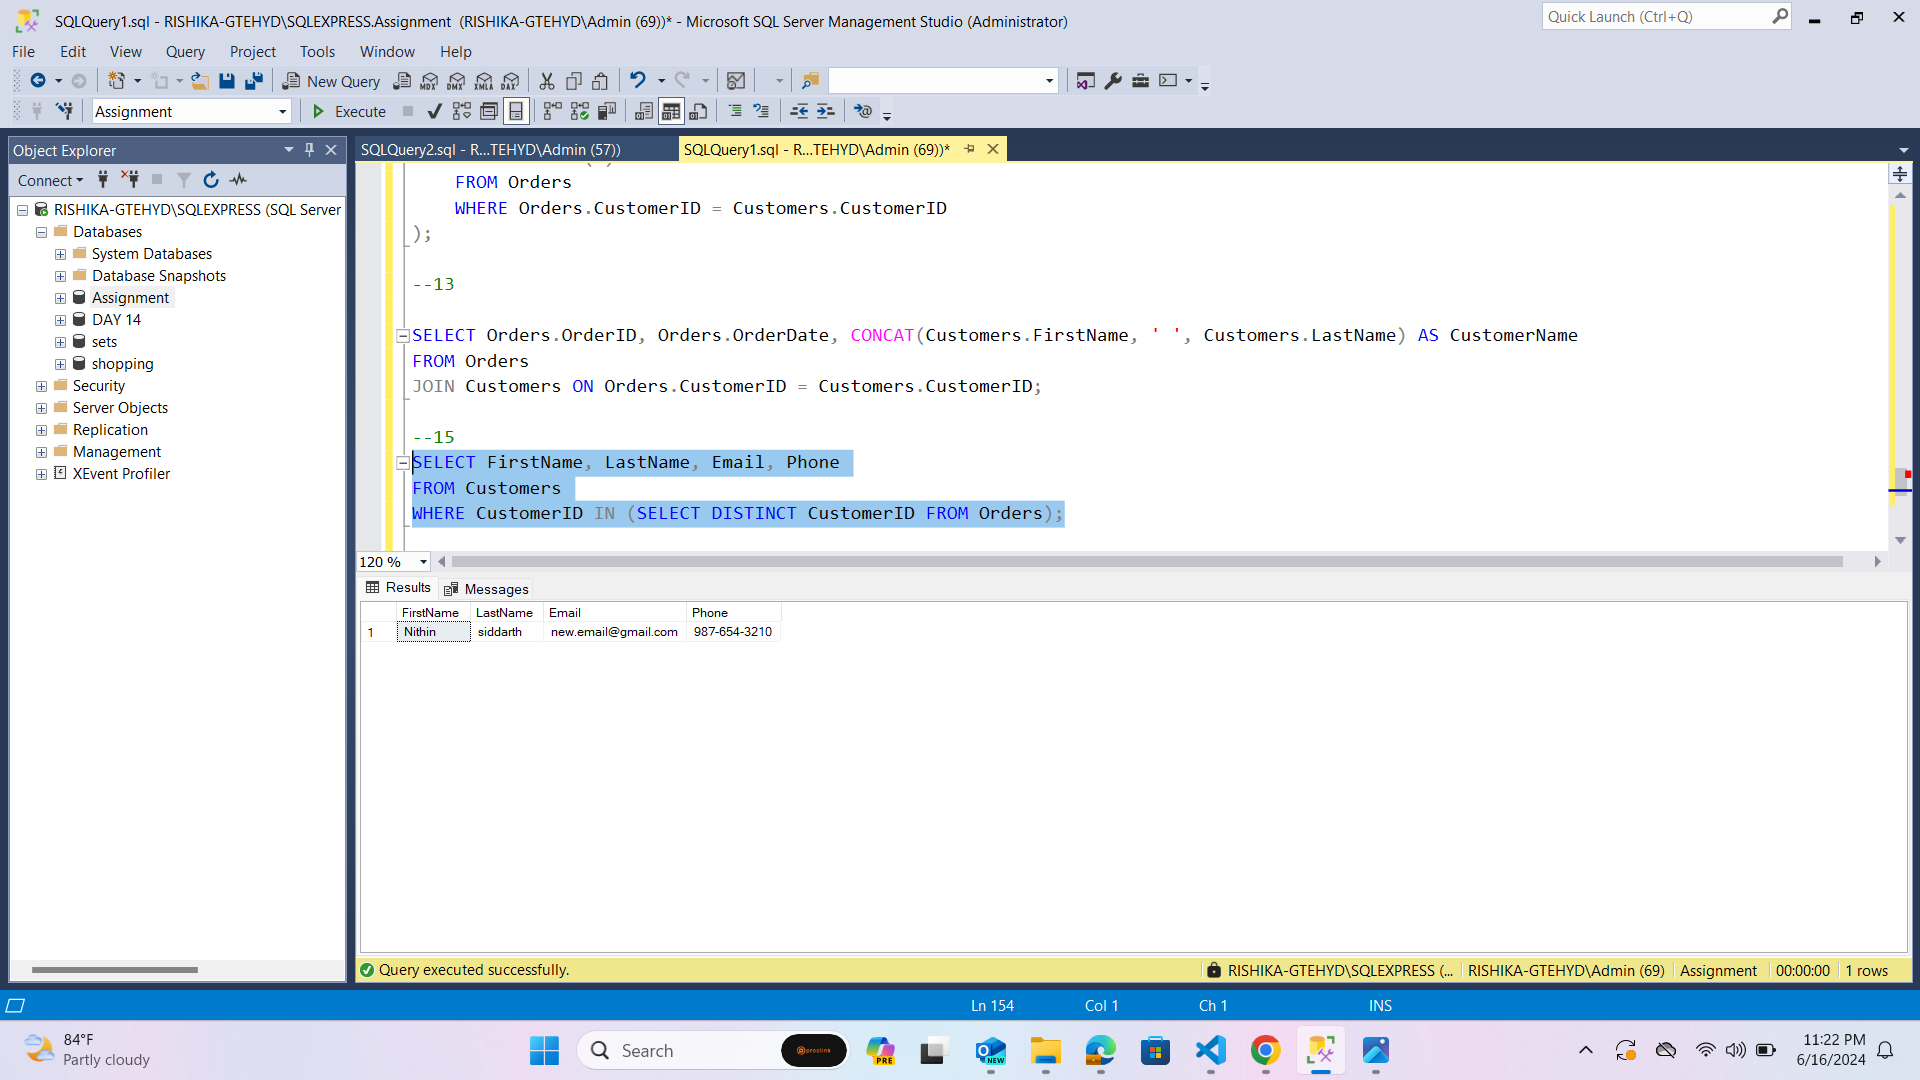 SQLQuery1.sql - RISHIKA-GTEHYD\SQLEXPRESS.Assignment (RISHIKA-GTEHYD\Admin (69))* - Microsoft SQL Server Management Studio (Administrator)
Quick Launch (Ctrl+Q)
File Edit View Query Project Tools Window Help
New Query MDX DMX XMLA DAX
Assignment Execute
Object Explorer
SQLQuery2.sql - R...TEHYD\Admin (57))
SQLQuery1.sql - R...TEHYD\Admin (69))*
Connect
RISHIKA-GTEHYD\SQLEXPRESS (SQL Server
Databases
System Databases
Database Snapshots
Assignment
DAY 14
sets
shopping
Security
Server Objects
Replication
Management
XEvent Profiler
FROM Orders
WHERE Orders.CustomerID = Customers.CustomerID
);
--13
SELECT Orders.OrderID, Orders.OrderDate, CONCAT(Customers.FirstName, ' ', Customers.LastName) AS CustomerName
FROM Orders
JOIN Customers ON Orders.CustomerID = Customers.CustomerID;
--15
SELECT FirstName, LastName, Email, Phone
FROM Customers
WHERE CustomerID IN (SELECT DISTINCT CustomerID FROM Orders);
120 %
Results Messages
FirstName LastName Email Phone
1 Nithin siddarth new.email@gmail.com 987-654-3210
Query executed successfully.
RISHIKA-GTEHYD\SQLEXPRESS (... RISHIKA-GTEHYD\Admin (69) Assignment 00:00:00 1 rows
Ln 154 Col 1 Ch 1 INS
84°F
Partly cloudy
Search
proclink
PRE
NEW
11:22 PM
6/16/2024